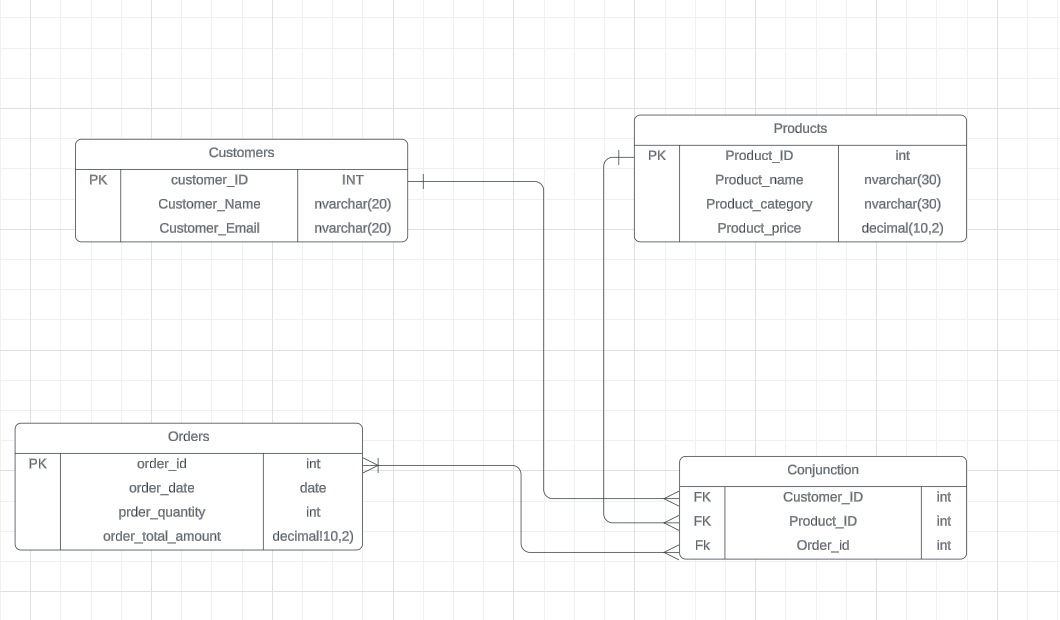 Customers
PK customer_ID INT
Customer_Name nvarchar(20)
Customer_Email nvarchar(20)
Products
PK Product_ID int
Product_name nvarchar(30)
Product_category nvarchar(30)
Product_price decimal(10,2)
Orders
PK order_id int
order_date date
prder_quantity int
order_total_amount decimal!10,2)
Conjunction
FK Customer_ID int
FK Product_ID int
Fk Order_id int